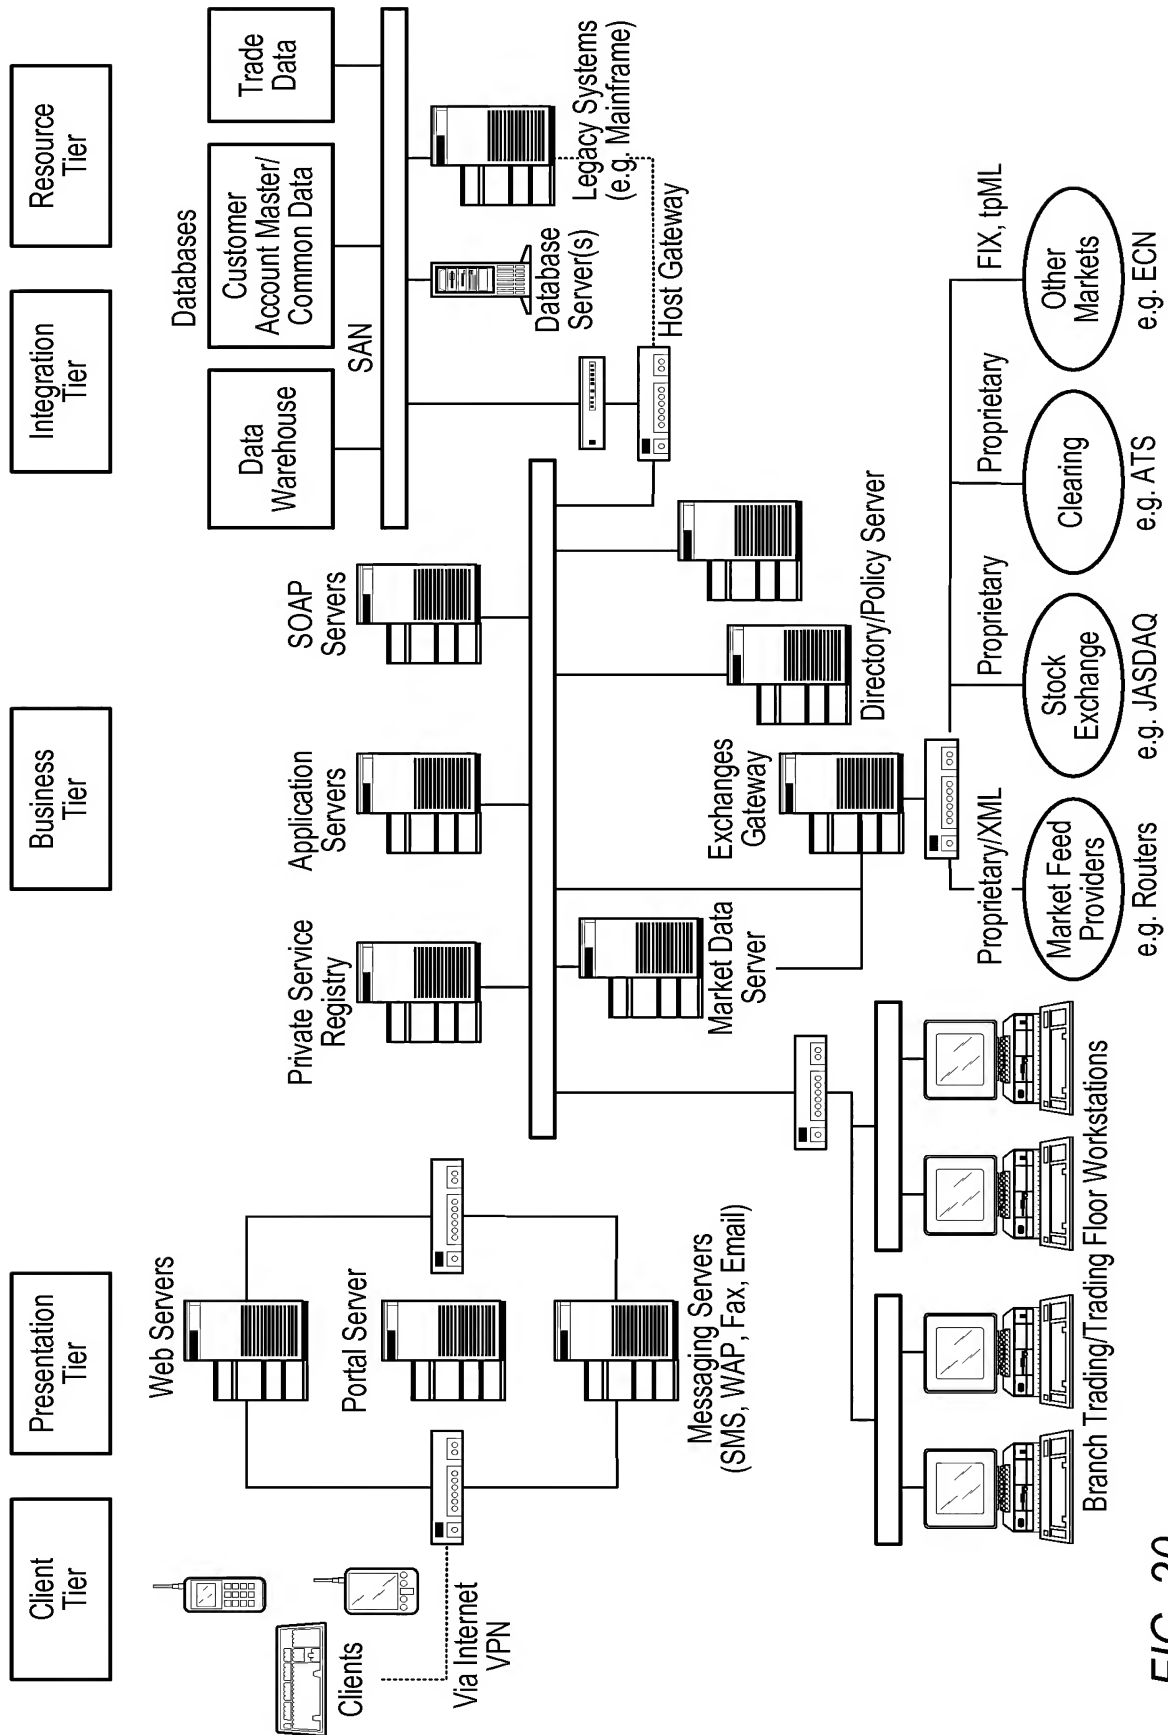 Client
Tier
Presentation
Tier
Business
Tier
Integration
Tier
Resource
Tier
Clients
Via Internet
VPN
Web Servers
Portal Server
Messaging Servers
(SMS, WAP, Fax, Email)
Private Service
Registry
Application
Servers
SOAP
Servers
Databases
Data
Warehouse
Customer
Account Master/
Common Data
Trade
Data
SAN
Database
Server(s)
Legacy Systems
(e.g. Mainframe)
Host Gateway
Market Data
Server
Exchanges
Gateway
Directory/Policy Server
Proprietary/XML
Proprietary
Proprietary
FIX, tpML
Market Feed
Providers
Stock
Exchange
Clearing
Other
Markets
e.g. Routers
e.g. JASDAQ
e.g. ATS
e.g. ECN
Branch Trading/Trading Floor Workstations